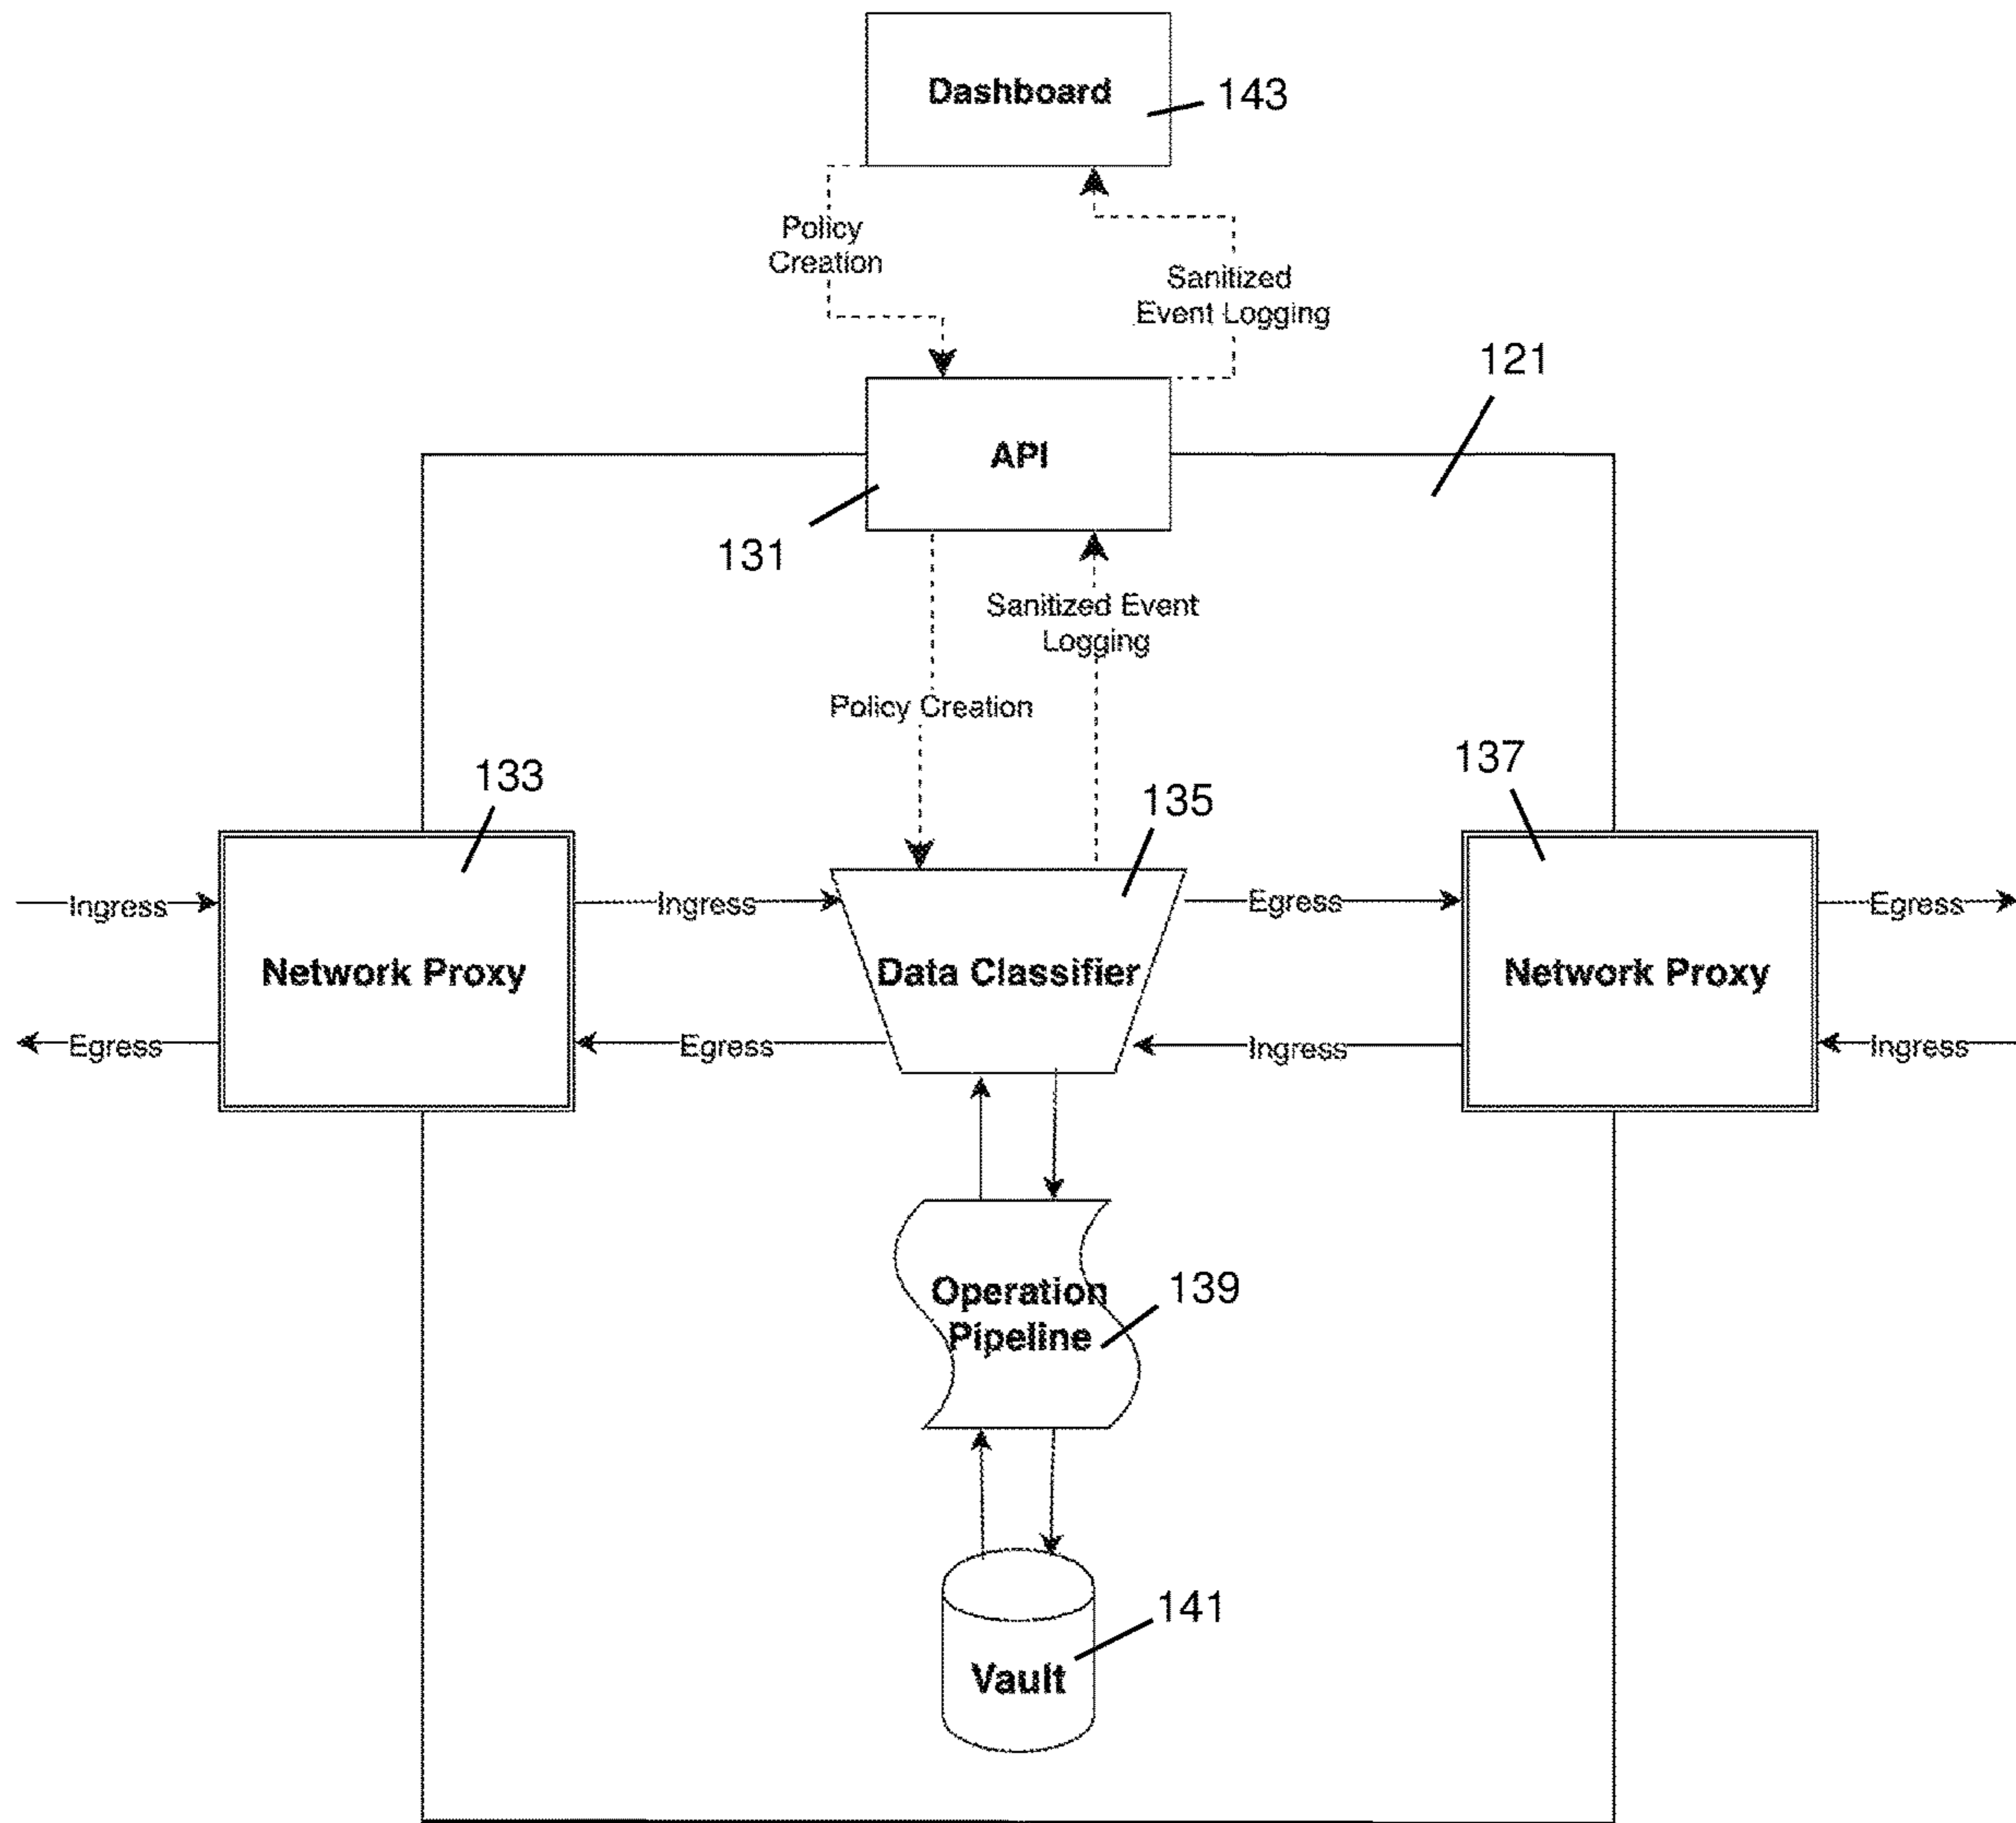 Dashboard
143
Policy
Creation
Sanitized
Event Logging
121
API
131
Sanitized Event
Logging
Policy Creation
133
135
137
Ingress
Ingress
Egress
Egress
Network Proxy
Data Classifier
Network Proxy
Egress
Egress
Ingress
Ingress
Operation
Pipeline
139
141
Vault